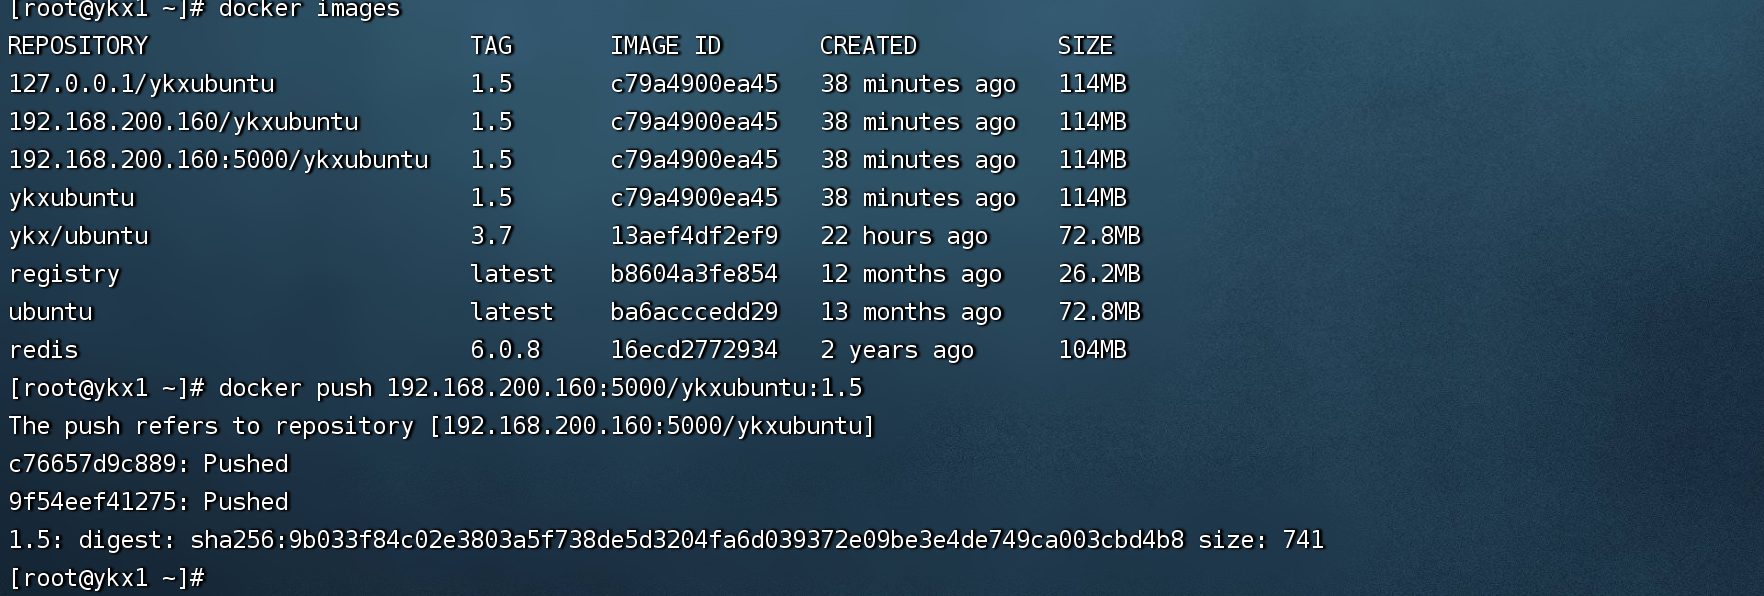 [root@ykx1 ~]# docker images
REPOSITORY TAG IMAGE ID CREATED SIZE
127.0.0.1/ykxubuntu 1.5 c79a4900ea45 38 minutes ago 114MB
192.168.200.160/ykxubuntu 1.5 c79a4900ea45 38 minutes ago 114MB
192.168.200.160:5000/ykxubuntu 1.5 c79a4900ea45 38 minutes ago 114MB
ykxubuntu 1.5 c79a4900ea45 38 minutes ago 114MB
ykx/ubuntu 3.7 13aef4df2ef9 22 hours ago 72.8MB
registry latest b8604a3fe854 12 months ago 26.2MB
ubuntu latest ba6acccedd29 13 months ago 72.8MB
redis 6.0.8 16ecd2772934 2 years ago 104MB
[root@ykx1 ~]# docker push 192.168.200.160:5000/ykxubuntu:1.5
The push refers to repository [192.168.200.160:5000/ykxubuntu]
c76657d9c889: Pushed
9f54eef41275: Pushed
1.5: digest: sha256:9b033f84c02e3803a5f738de5d3204fa6d039372e09be3e4de749ca003cbd4b8 size: 741
[root@ykx1 ~]#